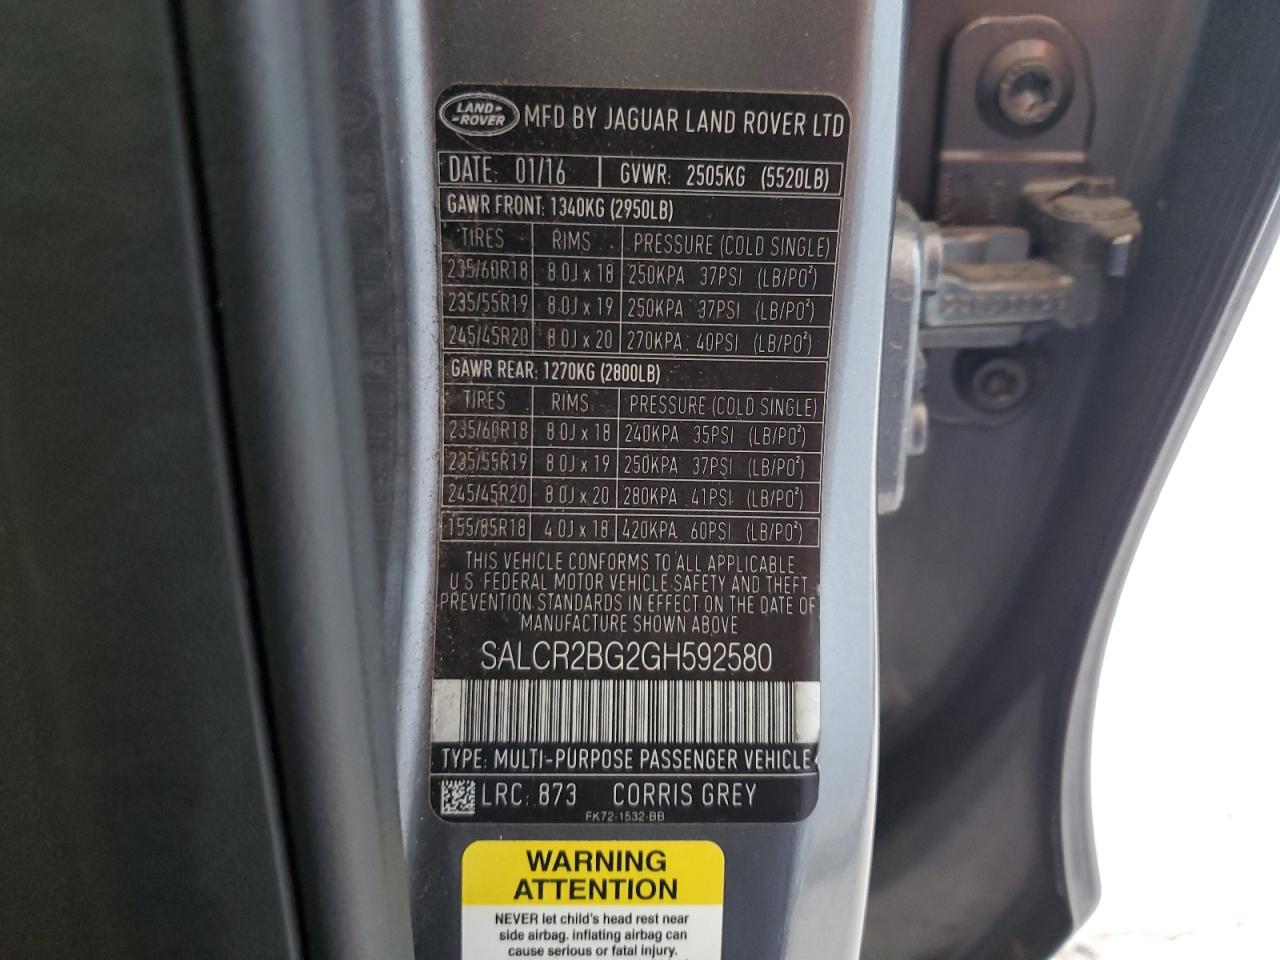 LAND-
-ROVER
MFD BY JAGUAR LAND ROVER LTD
DATE: 01/16 GVWR: 2505KG (5520LB)
GAWR FRONT: 1340KG (2950LB)
TIRES RIMS PRESSURE (COLD SINGLE)
235/60R18 8.0J x 18 250KPA 37PSI (LB/PO²)
235/55R19 8.0J x 19 250KPA 37PSI (LB/PO²)
245/45R20 8.0J x 20 270KPA 40PSI (LB/PO²)
GAWR REAR: 1270KG (2800LB)
TIRES RIMS PRESSURE (COLD SINGLE)
235/60R18 8.0J x 18 240KPA 35PSI (LB/PO²)
235/55R19 8.0J x 19 250KPA 37PSI (LB/PO²)
245/45R20 8.0J x 20 280KPA 41PSI (LB/PO²)
155/85R18 4.0J x 18 420KPA 60PSI (LB/PO²)
THIS VEHICLE CONFORMS TO ALL APPLICABLE
U.S. FEDERAL MOTOR VEHICLE SAFETY AND THEFT
PREVENTION STANDARDS IN EFFECT ON THE DATE OF
MANUFACTURE SHOWN ABOVE
SALCR2BG2GH592580
TYPE: MULTI-PURPOSE PASSENGER VEHICLE
LRC: 873 CORRIS GREY
FK72-1532-BB
WARNING
ATTENTION
NEVER let child's head rest near
side airbag, inflating airbag can
cause serious or fatal injury.